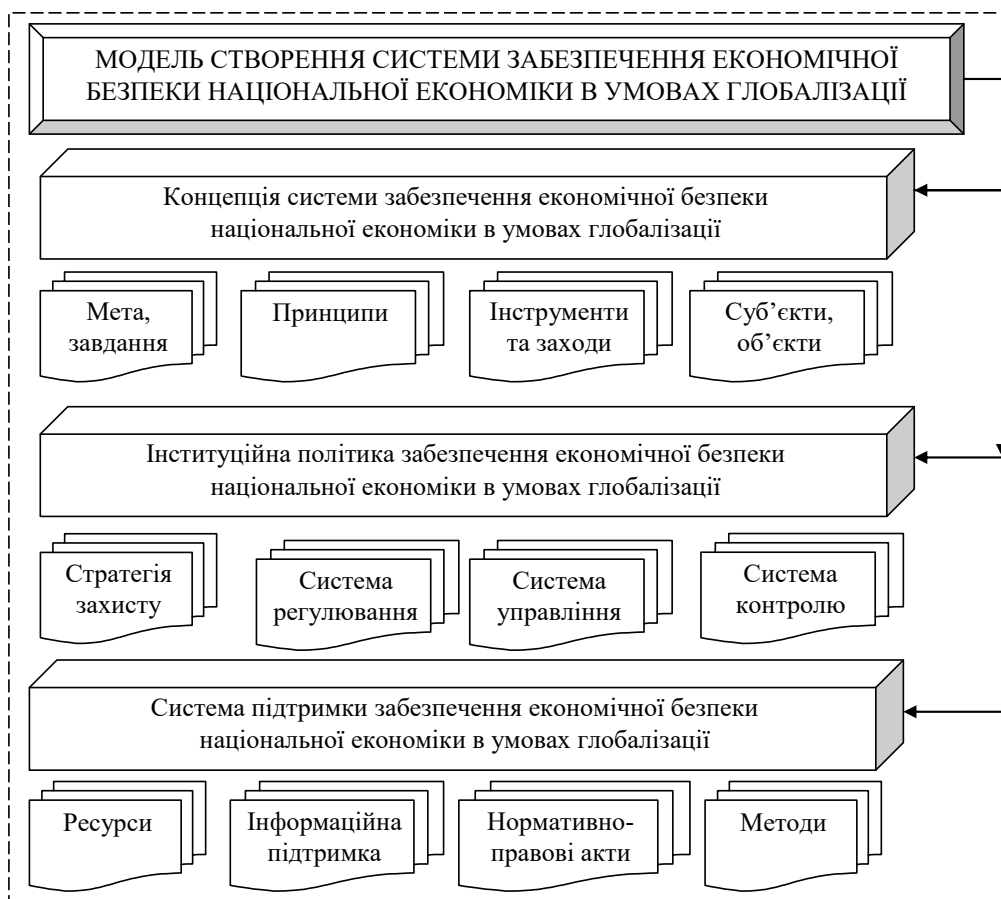 МОДЕЛЬ СТВОРЕННЯ СИСТЕМИ ЗАБЕЗПЕЧЕННЯ ЕКОНОМІЧНОЇ
БЕЗПЕКИ НАЦІОНАЛЬНОЇ ЕКОНОМІКИ В УМОВАХ ГЛОБАЛІЗАЦІЇ
Концепція системи забезпечення економічної безпеки
національної економіки в умовах глобалізації
Мета,
завдання
Принципи
Інструменти
та заходи
Суб’єкти,
об’єкти
Інституційна політика забезпечення економічної безпеки
національної економіки в умовах глобалізації
Стратегія
захисту
Система
регулювання
Система
управління
Система
контролю
Система підтримки забезпечення економічної безпеки
національної економіки в умовах глобалізації
Ресурси
Інформаційна
підтримка
Нормативно-
правові акти
Методи